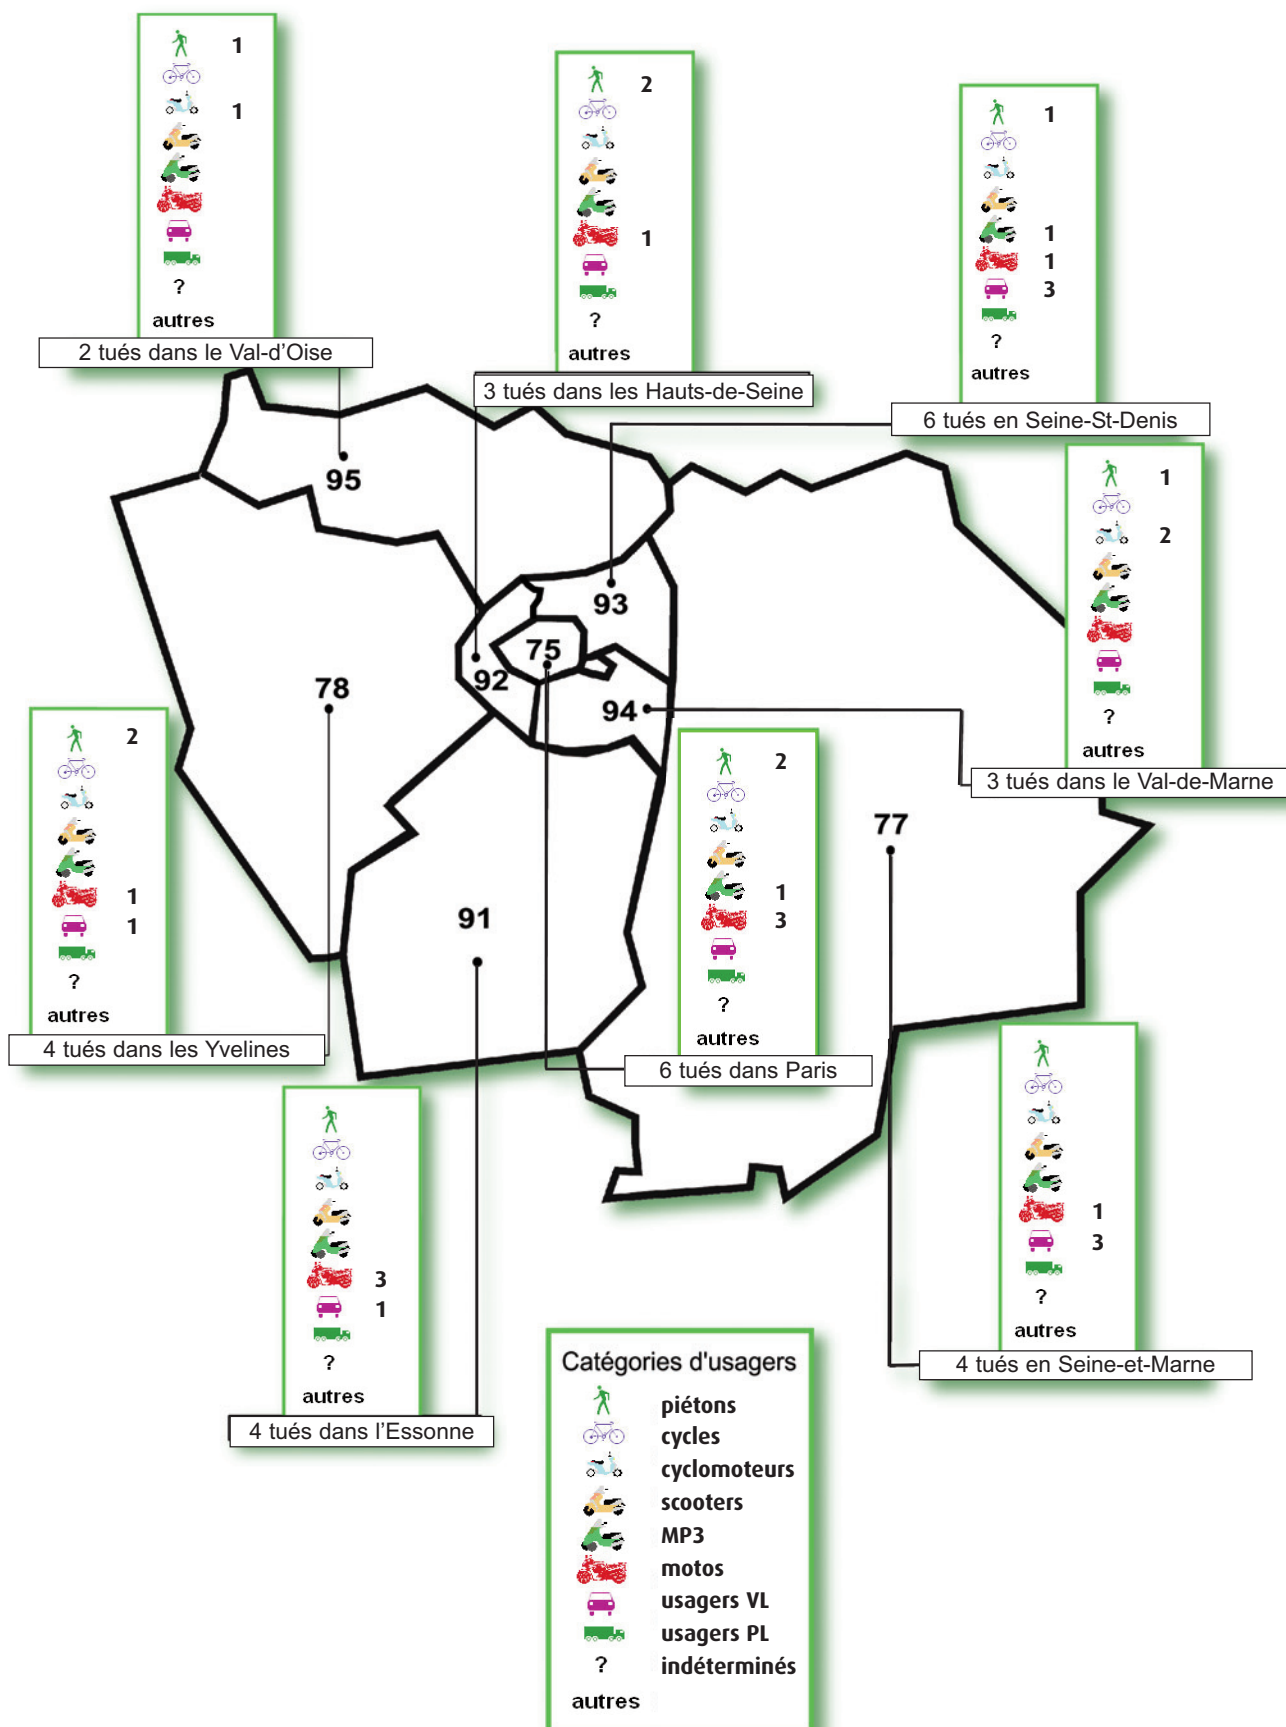 1
1
?
autres
2 tués dans le Val-d'Oise
2
1
?
autres
3 tués dans les Hauts-de-Seine
1
1
1
3
?
autres
6 tués en Seine-St-Denis
1
2
?
autres
3 tués dans le Val-de-Marne
95
93
75
92
78
94
77
91
2
1
1
?
autres
4 tués dans les Yvelines
2
1
3
?
autres
6 tués dans Paris
1
3
?
autres
4 tués en Seine-et-Marne
3
1
?
autres
4 tués dans l'Essonne
Catégories d'usagers
piétons
cycles
cyclomoteurs
scooters
MP3
motos
usagers VL
usagers PL
? indéterminés
autres